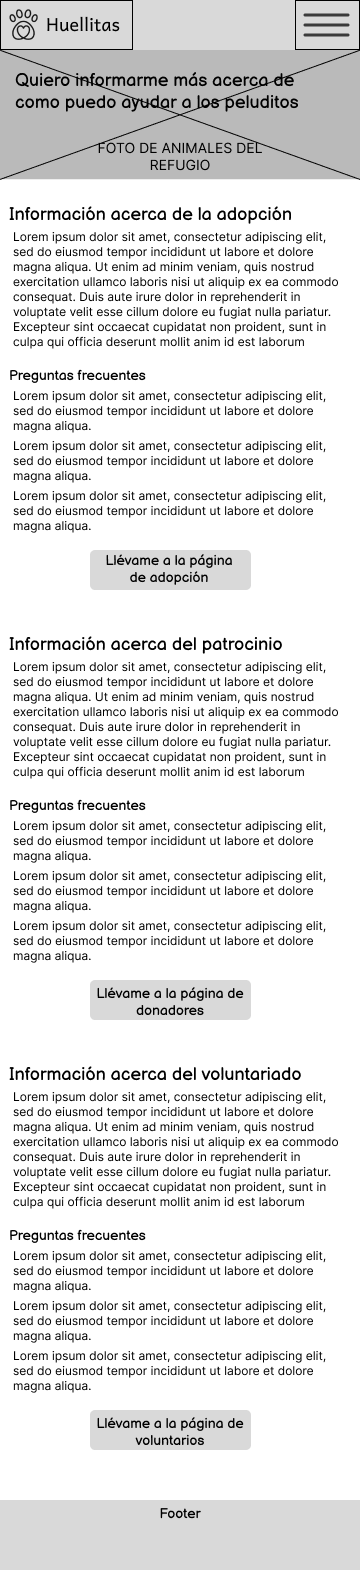 Huellitas
Quiero informarme más acerca de
como puedo ayudar a los peluditos
FOTO DE ANIMALES DEL
REFUGIO
Información acerca de la adopción
Lorem ipsum dolor sit amet, consectetur adipiscing elit,
sed do eiusmod tempor incididunt ut labore et dolore
magna aliqua. Ut enim ad minim veniam, quis nostrud
exercitation ullamco laboris nisi ut aliquip ex ea commodo
consequat. Duis aute irure dolor in reprehenderit in
voluptate velit esse cillum dolore eu fugiat nulla pariatur.
Excepteur sint occaecat cupidatat non proident, sunt in
culpa qui officia deserunt mollit anim id est laborum
Preguntas frecuentes
Lorem ipsum dolor sit amet, consectetur adipiscing elit,
sed do eiusmod tempor incididunt ut labore et dolore
magna aliqua.
Lorem ipsum dolor sit amet, consectetur adipiscing elit,
sed do eiusmod tempor incididunt ut labore et dolore
magna aliqua.
Lorem ipsum dolor sit amet, consectetur adipiscing elit,
sed do eiusmod tempor incididunt ut labore et dolore
magna aliqua.
Llévame a la página
de adopción
Información acerca del patrocinio
Lorem ipsum dolor sit amet, consectetur adipiscing elit,
sed do eiusmod tempor incididunt ut labore et dolore
magna aliqua. Ut enim ad minim veniam, quis nostrud
exercitation ullamco laboris nisi ut aliquip ex ea commodo
consequat. Duis aute irure dolor in reprehenderit in
voluptate velit esse cillum dolore eu fugiat nulla pariatur.
Excepteur sint occaecat cupidatat non proident, sunt in
culpa qui officia deserunt mollit anim id est laborum
Preguntas frecuentes
Lorem ipsum dolor sit amet, consectetur adipiscing elit,
sed do eiusmod tempor incididunt ut labore et dolore
magna aliqua.
Lorem ipsum dolor sit amet, consectetur adipiscing elit,
sed do eiusmod tempor incididunt ut labore et dolore
magna aliqua.
Lorem ipsum dolor sit amet, consectetur adipiscing elit,
sed do eiusmod tempor incididunt ut labore et dolore
magna aliqua.
Llévame a la página de
donadores
Información acerca del voluntariado
Lorem ipsum dolor sit amet, consectetur adipiscing elit,
sed do eiusmod tempor incididunt ut labore et dolore
magna aliqua. Ut enim ad minim veniam, quis nostrud
exercitation ullamco laboris nisi ut aliquip ex ea commodo
consequat. Duis aute irure dolor in reprehenderit in
voluptate velit esse cillum dolore eu fugiat nulla pariatur.
Excepteur sint occaecat cupidatat non proident, sunt in
culpa qui officia deserunt mollit anim id est laborum
Preguntas frecuentes
Lorem ipsum dolor sit amet, consectetur adipiscing elit,
sed do eiusmod tempor incididunt ut labore et dolore
magna aliqua.
Lorem ipsum dolor sit amet, consectetur adipiscing elit,
sed do eiusmod tempor incididunt ut labore et dolore
magna aliqua.
Lorem ipsum dolor sit amet, consectetur adipiscing elit,
sed do eiusmod tempor incididunt ut labore et dolore
magna aliqua.
Llévame a la página de
voluntarios
Footer